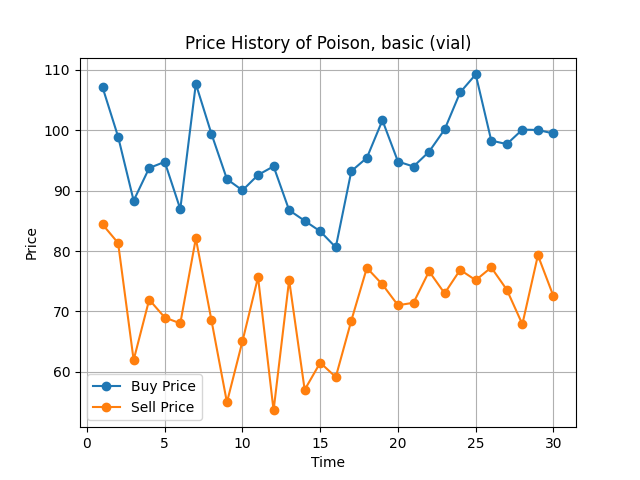 Price History of Poison, basic (vial)
110
100
90
80
70
60
Price
Buy Price
Sell Price
0 5 10 15 20 25 30
Time